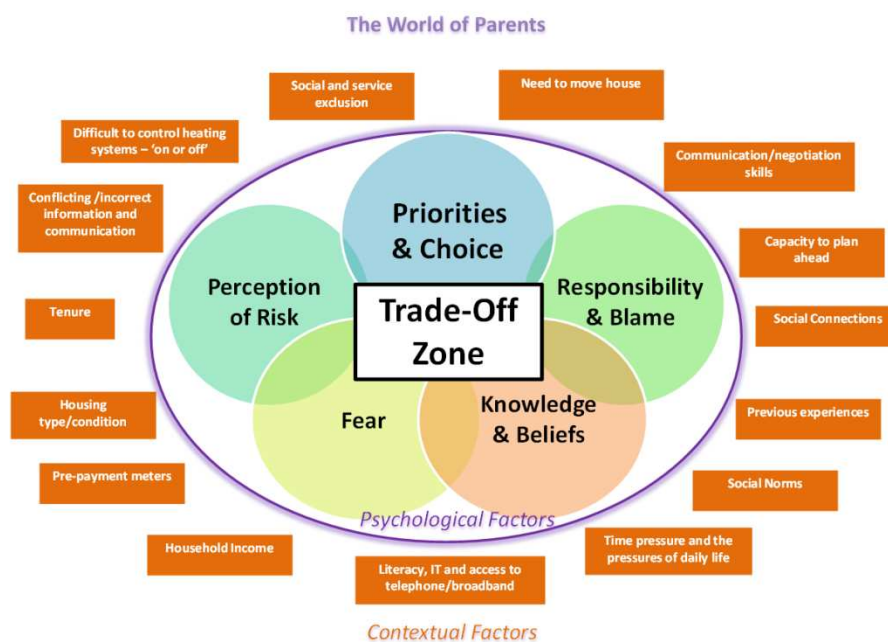 The World of Parents
Social and service
exclusion
Need to move house
Difficult to control heating
systems – 'on or off'
Communication/negotiation
skills
Conflicting /incorrect
information and
communication
Capacity to plan
ahead
Tenure
Social Connections
Housing
type/condition
Previous experiences
Pre-payment meters
Social Norms
Household Income
Time pressure and the
pressures of daily life
Literacy, IT and access to
telephone/broadband
Priorities
& Choice
Perception
of Risk
Responsibility
& Blame
Trade-Off
Zone
Fear
Knowledge
& Beliefs
Psychological Factors
Contextual Factors